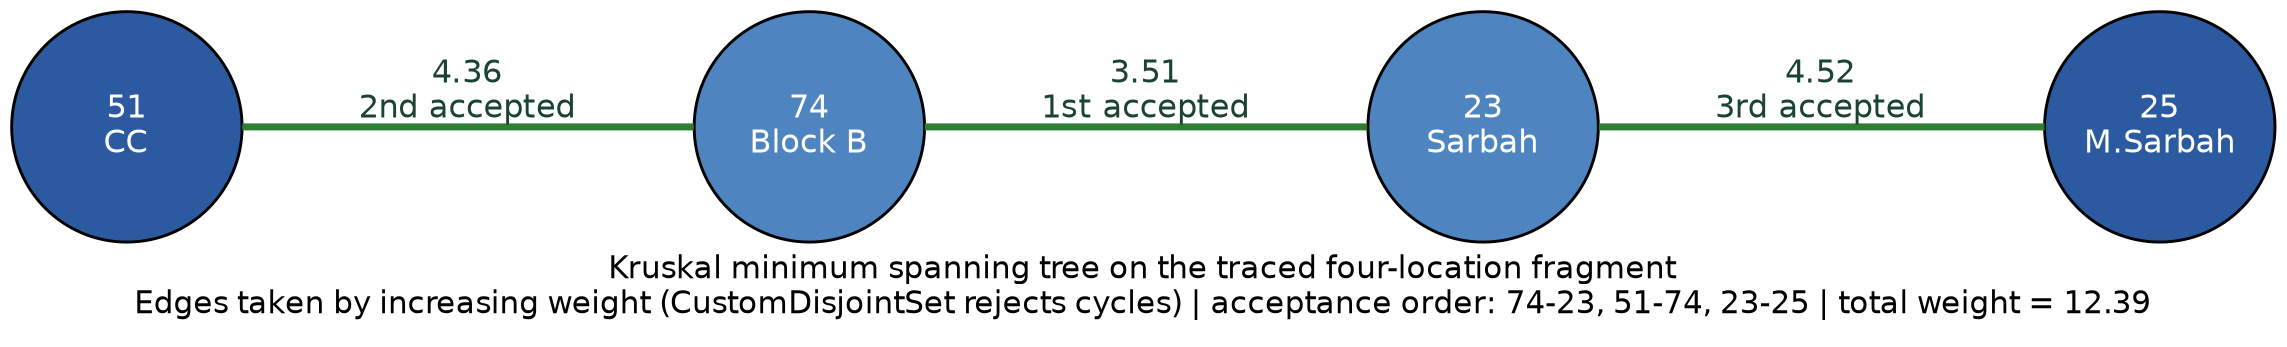 51
CC
4.36
2nd accepted
74
Block B
3.51
1st accepted
23
Sarbah
4.52
3rd accepted
25
M.Sarbah
Kruskal minimum spanning tree on the traced four-location fragment
Edges taken by increasing weight (CustomDisjointSet rejects cycles) | acceptance order: 74-23, 51-74, 23-25 | total weight = 12.39